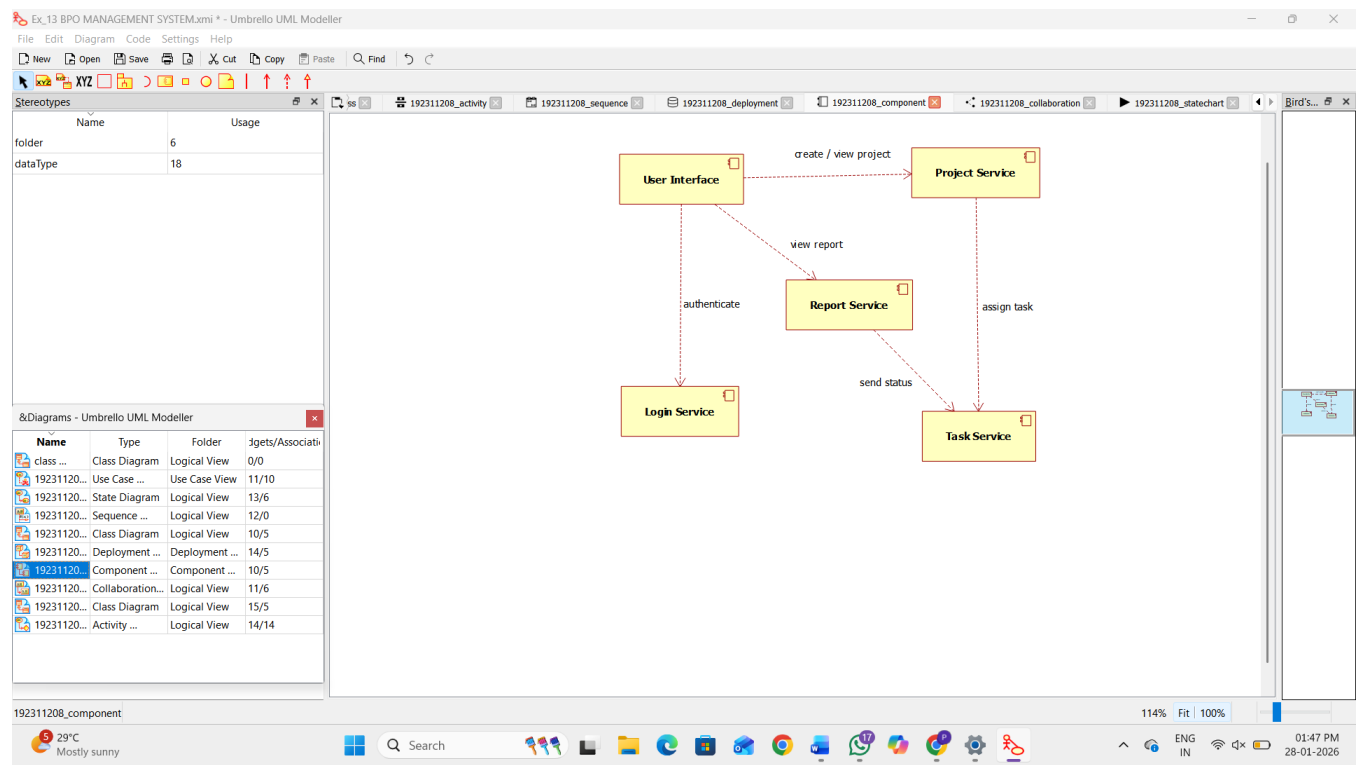 Ex_13 BPO MANAGEMENT SYSTEM.xmi * - Umbrello UML Modeller
File Edit Diagram Code Settings Help
New Open Save Cut Copy Paste Find
XYZ XYZ XYZ
Stereotypes
ss 192311208_activity 192311208_sequence 192311208_deployment 192311208_component 192311208_collaboration 192311208_statechart
Bird's...
Name Usage
folder 6
dataType 18
User Interface
create / view project
Project Service
view report
authenticate
Report Service
assign task
send status
Login Service
Task Service
&Diagrams - Umbrello UML Modeller
Name Type Folder dgets/Associati
class ... Class Diagram Logical View 0/0
19231120... Use Case ... Use Case View 11/10
19231120... State Diagram Logical View 13/6
19231120... Sequence ... Logical View 12/0
19231120... Class Diagram Logical View 10/5
19231120... Deployment ... Deployment ... 14/5
19231120... Component ... Component ... 10/5
19231120... Collaboration... Logical View 11/6
19231120... Class Diagram Logical View 15/5
19231120... Activity ... Logical View 14/14
192311208_component
114% Fit 100%
5
29°C
Mostly sunny
Search
17
P
ENG
IN
01:47 PM
28-01-2026